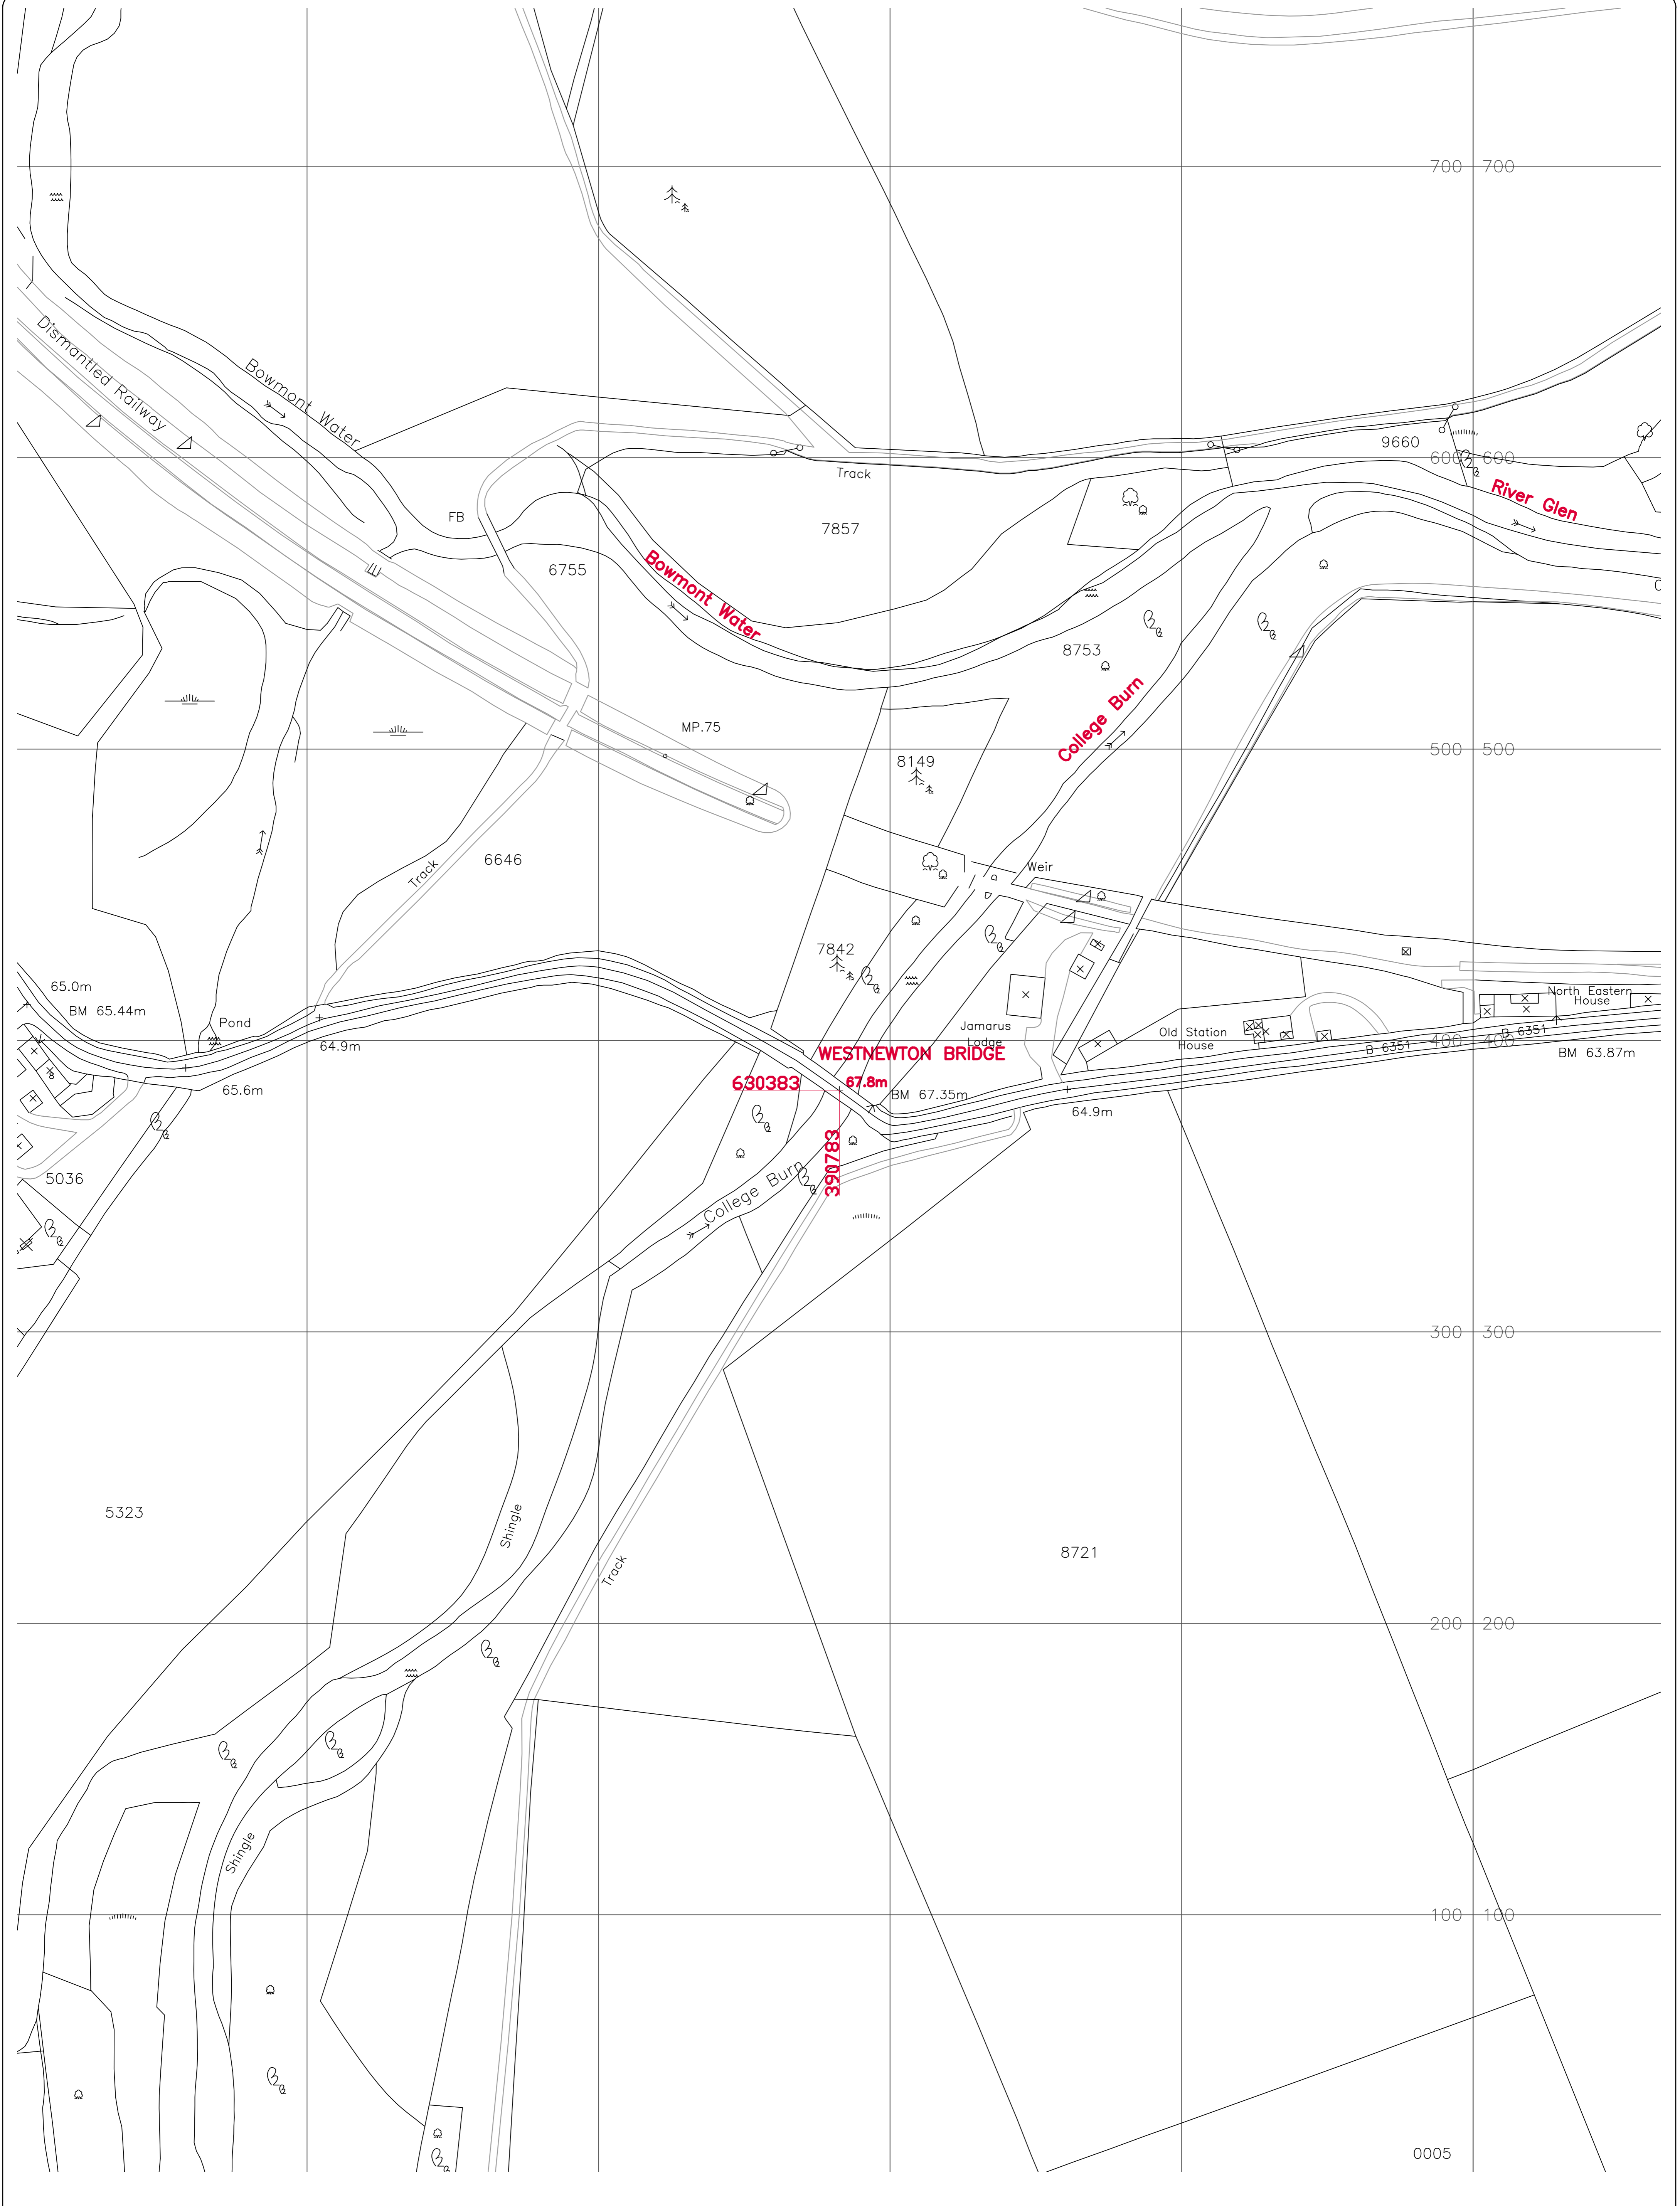 700 700
Dismantled Railway
Bowmont Water
9660
600 600
Track
River Glen
FB
7857
6755
Bowmont Water
8753
College Burn
MP.75
500 500
8149
6646
Track
Weir
7842
65.0m
BM 65.44m
Pond
64.9m
65.6m
North Eastern
House
Jamarus
Lodge
Old Station
House
B 6351
B 6351
400 400
BM 63.87m
WESTNEWTON BRIDGE
630383
67.8m
BM 67.35m
64.9m
390783
8
5036
College Burn
300 300
5323
Shingle
Track
8721
200 200
Shingle
100 100
0005